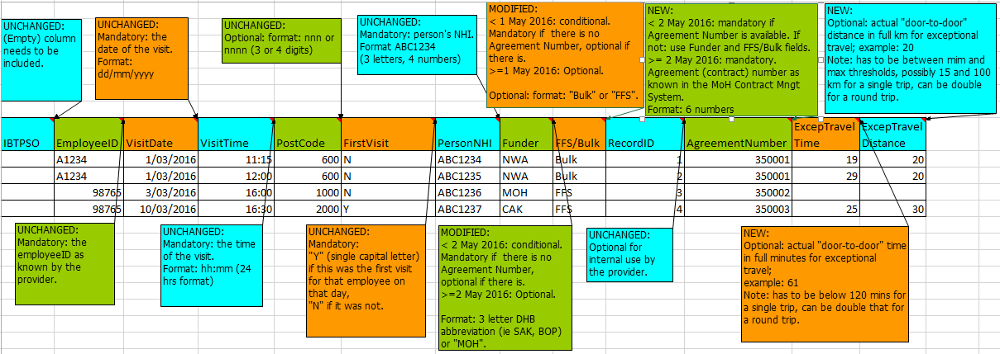 UNCHANGED:
(Empty) column
needs to be
included.
UNCHANGED:
Mandatory: the
date of the visit.
Format:
dd/mm/yyyy
UNCHANGED:
Optional: format: nnn or
nnnn (3 or 4 digits)
UNCHANGED:
Mandatory: person's NHI.
Format ABC1234
(3 letters, 4 numbers)
MODIFIED:
< 1 May 2016: conditional.
Mandatory if there is no
Agreement Number, optional if
there is.
>=1 May 2016: Optional.
Optional: format: "Bulk" or "FFS".
NEW:
< 2 May 2016: mandatory if
Agreement Number is available. If
not: use Funder and FFS/Bulk fields.
>= 2 May 2016: mandatory.
Agreement (contract) number as
known in the MoH Contract Mngt
System.
Format: 6 numbers
NEW:
Optional: actual "door-to-door"
distance in full km for exceptional
travel; example: 20
Note: has to be between mim and
max thresholds, possibly 15 and 100
km for a single trip, can be double
for a round trip.
IBTPSO EmployeeID VisitDate VisitTime PostCode FirstVisit PersonNHI Funder FFS/Bulk RecordID AgreementNumber ExcepTravel Time ExcepTravel Distance
A1234 1/03/2016 11:15 600 N ABC1234 NWA Bulk 1 350001 19 20
A1234 1/03/2016 12:00 600 N ABC1235 NWA Bulk 2 350001 29 20
98765 3/03/2016 16:00 1000 N ABC1236 MOH FFS 3 350002
98765 10/03/2016 16:30 2000 Y ABC1237 CAK FFS 4 350003 25 30
UNCHANGED:
Mandatory: the
employeeID as
known by the
provider.
UNCHANGED:
Mandatory: the time
of the visit.
Format: hh:mm (24
hrs format)
UNCHANGED:
Mandatory:
"Y" (single capital letter)
if this was the first visit
for that employee on
that day,
"N" if it was not.
MODIFIED:
< 2 May 2016: conditional.
Mandatory if there is no
Agreement Number,
optional if there is.
>=2 May 2016: Optional.
Format: 3 letter DHB
abbreviation (ie SAK, BOP)
or "MOH".
UNCHANGED:
Optional for
internal use by
the provider.
NEW:
Optional: actual "door-to-door" time
in full minutes for exceptional
travel;
example: 61
Note: has to be below 120 mins for
a single trip, can be double that for
a round trip.